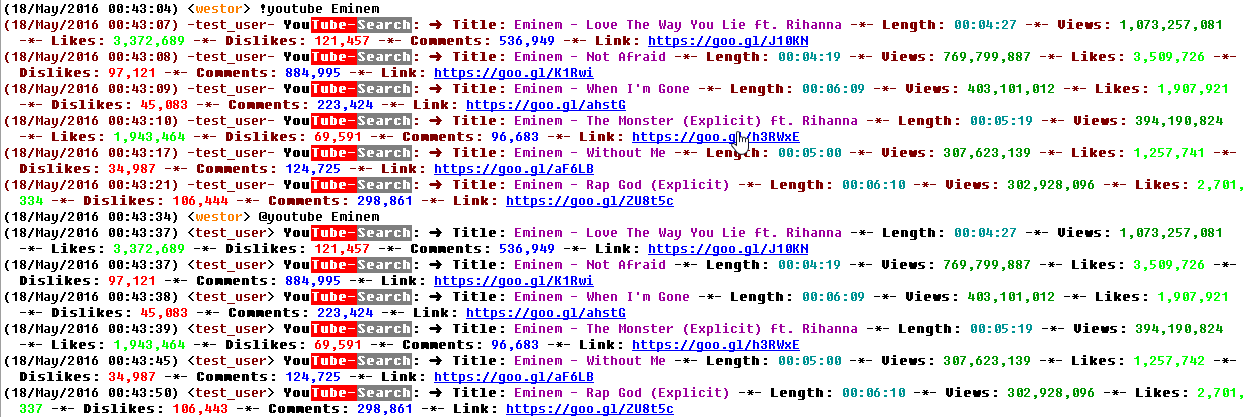 (18/May/2016 00:43:04) <westor> !youtube Eminem
(18/May/2016 00:43:07) -test_user- YouTube-Search: → Title: Eminem - Love The Way You Lie ft. Rihanna -*- Length: 00:04:27 -*- Views: 1,073,257,081
-*- Likes: 3,372,689 -*- Dislikes: 121,457 -*- Comments: 536,949 -*- Link: https://goo.gl/J10KN
(18/May/2016 00:43:08) -test_user- YouTube-Search: → Title: Eminem - Not Afraid -*- Length: 00:04:19 -*- Views: 769,799,887 -*- Likes: 3,509,726 -*-
Dislikes: 97,121 -*- Comments: 884,995 -*- Link: https://goo.gl/K1Rwi
(18/May/2016 00:43:09) -test_user- YouTube-Search: → Title: Eminem - When I'm Gone -*- Length: 00:06:09 -*- Views: 403,101,012 -*- Likes: 1,907,921
-*- Dislikes: 45,083 -*- Comments: 223,424 -*- Link: https://goo.gl/ahstG
(18/May/2016 00:43:10) -test_user- YouTube-Search: → Title: Eminem - The Monster (Explicit) ft. Rihanna -*- Length: 00:05:19 -*- Views: 394,190,824
-*- Likes: 1,943,464 -*- Dislikes: 69,591 -*- Comments: 96,683 -*- Link: https://goo.gl/h3RWxE
(18/May/2016 00:43:17) -test_user- YouTube-Search: → Title: Eminem - Without Me -*- Length: 00:05:00 -*- Views: 307,623,139 -*- Likes: 1,257,741 -*-
Dislikes: 34,987 -*- Comments: 124,725 -*- Link: https://goo.gl/aF6LB
(18/May/2016 00:43:21) -test_user- YouTube-Search: → Title: Eminem - Rap God (Explicit) -*- Length: 00:06:10 -*- Views: 302,928,096 -*- Likes: 2,701,
334 -*- Dislikes: 106,444 -*- Comments: 298,861 -*- Link: https://goo.gl/ZU8t5c
(18/May/2016 00:43:34) <westor> @youtube Eminem
(18/May/2016 00:43:37) <test_user> YouTube-Search: → Title: Eminem - Love The Way You Lie ft. Rihanna -*- Length: 00:04:27 -*- Views: 1,073,257,081
-*- Likes: 3,372,689 -*- Dislikes: 121,457 -*- Comments: 536,949 -*- Link: https://goo.gl/J10KN
(18/May/2016 00:43:37) <test_user> YouTube-Search: → Title: Eminem - Not Afraid -*- Length: 00:04:19 -*- Views: 769,799,887 -*- Likes: 3,509,726 -*-
Dislikes: 97,121 -*- Comments: 884,995 -*- Link: https://goo.gl/K1Rwi
(18/May/2016 00:43:38) <test_user> YouTube-Search: → Title: Eminem - When I'm Gone -*- Length: 00:06:09 -*- Views: 403,101,012 -*- Likes: 1,907,921
-*- Dislikes: 45,083 -*- Comments: 223,424 -*- Link: https://goo.gl/ahstG
(18/May/2016 00:43:39) <test_user> YouTube-Search: → Title: Eminem - The Monster (Explicit) ft. Rihanna -*- Length: 00:05:19 -*- Views: 394,190,824
-*- Likes: 1,943,464 -*- Dislikes: 69,591 -*- Comments: 96,683 -*- Link: https://goo.gl/h3RWxE
(18/May/2016 00:43:45) <test_user> YouTube-Search: → Title: Eminem - Without Me -*- Length: 00:05:00 -*- Views: 307,623,139 -*- Likes: 1,257,742 -*-
Dislikes: 34,987 -*- Comments: 124,725 -*- Link: https://goo.gl/aF6LB
(18/May/2016 00:43:50) <test_user> YouTube-Search: → Title: Eminem - Rap God (Explicit) -*- Length: 00:06:10 -*- Views: 302,928,096 -*- Likes: 2,701,
337 -*- Dislikes: 106,443 -*- Comments: 298,861 -*- Link: https://goo.gl/ZU8t5c